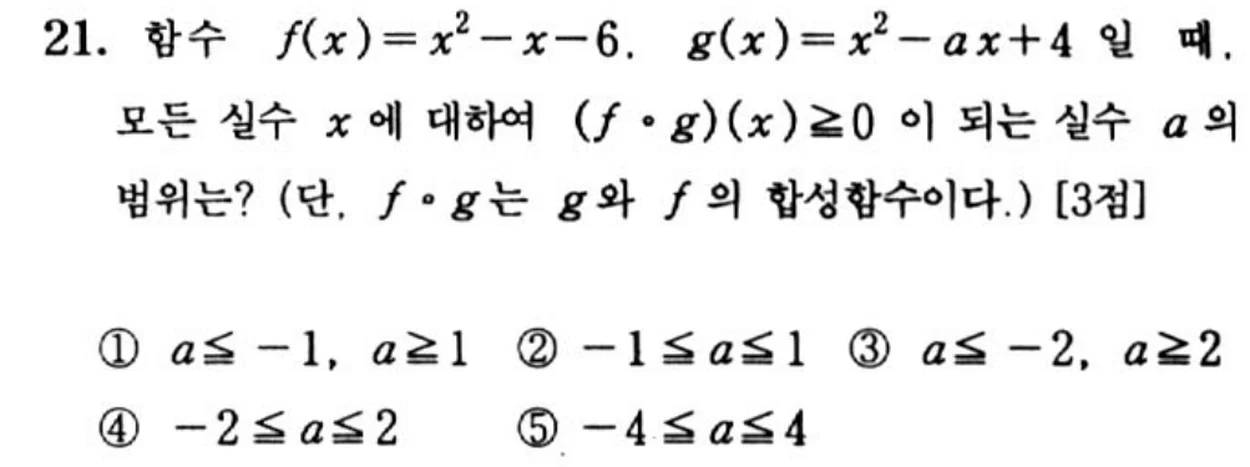 21. 함수 f(x)=x²-x-6, g(x)=x²-ax+4 일 때,
모든 실수 x 에 대하여 (f∘g)(x)≧0 이 되는 실수 a 의
범위는? (단, f∘g는 g와 f 의 합성함수이다.) [3점]
① a≦-1, a≧1 ② -1≦a≦1 ③ a≦-2, a≧2
④ -2≦a≦2 ⑤ -4≦a≦4